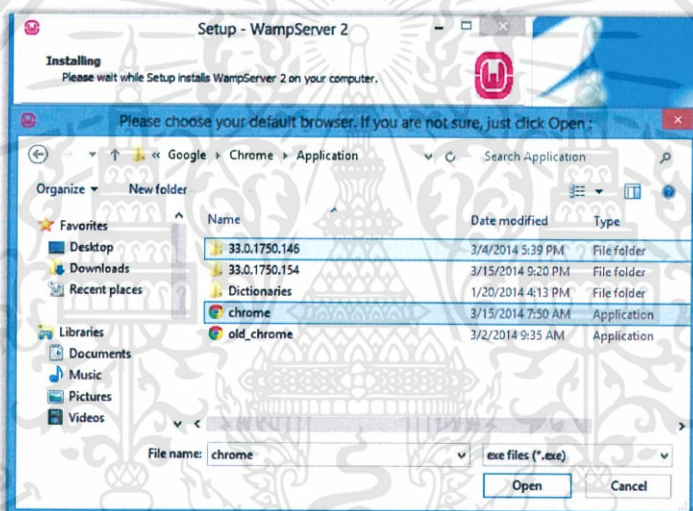 Setup - WampServer 2
Installing
Please wait while Setup installs WampServer 2 on your computer.
Please choose your default browser. If you are not sure, just click Open :
« Google Chrome Application Search Application
Organize New folder
Favorites
Desktop
Downloads
Recent places
Libraries
Documents
Music
Pictures
Videos
Name Date modified Type
33.0.1750.146 3/4/2014 5:39 PM File folder
33.0.1750.154 3/15/2014 9:20 PM File folder
Dictionaries 1/20/2014 4:13 PM File folder
chrome 3/15/2014 7:50 AM Application
old_chrome 3/2/2014 9:35 AM Application
File name: chrome exe files (*.exe)
Open Cancel